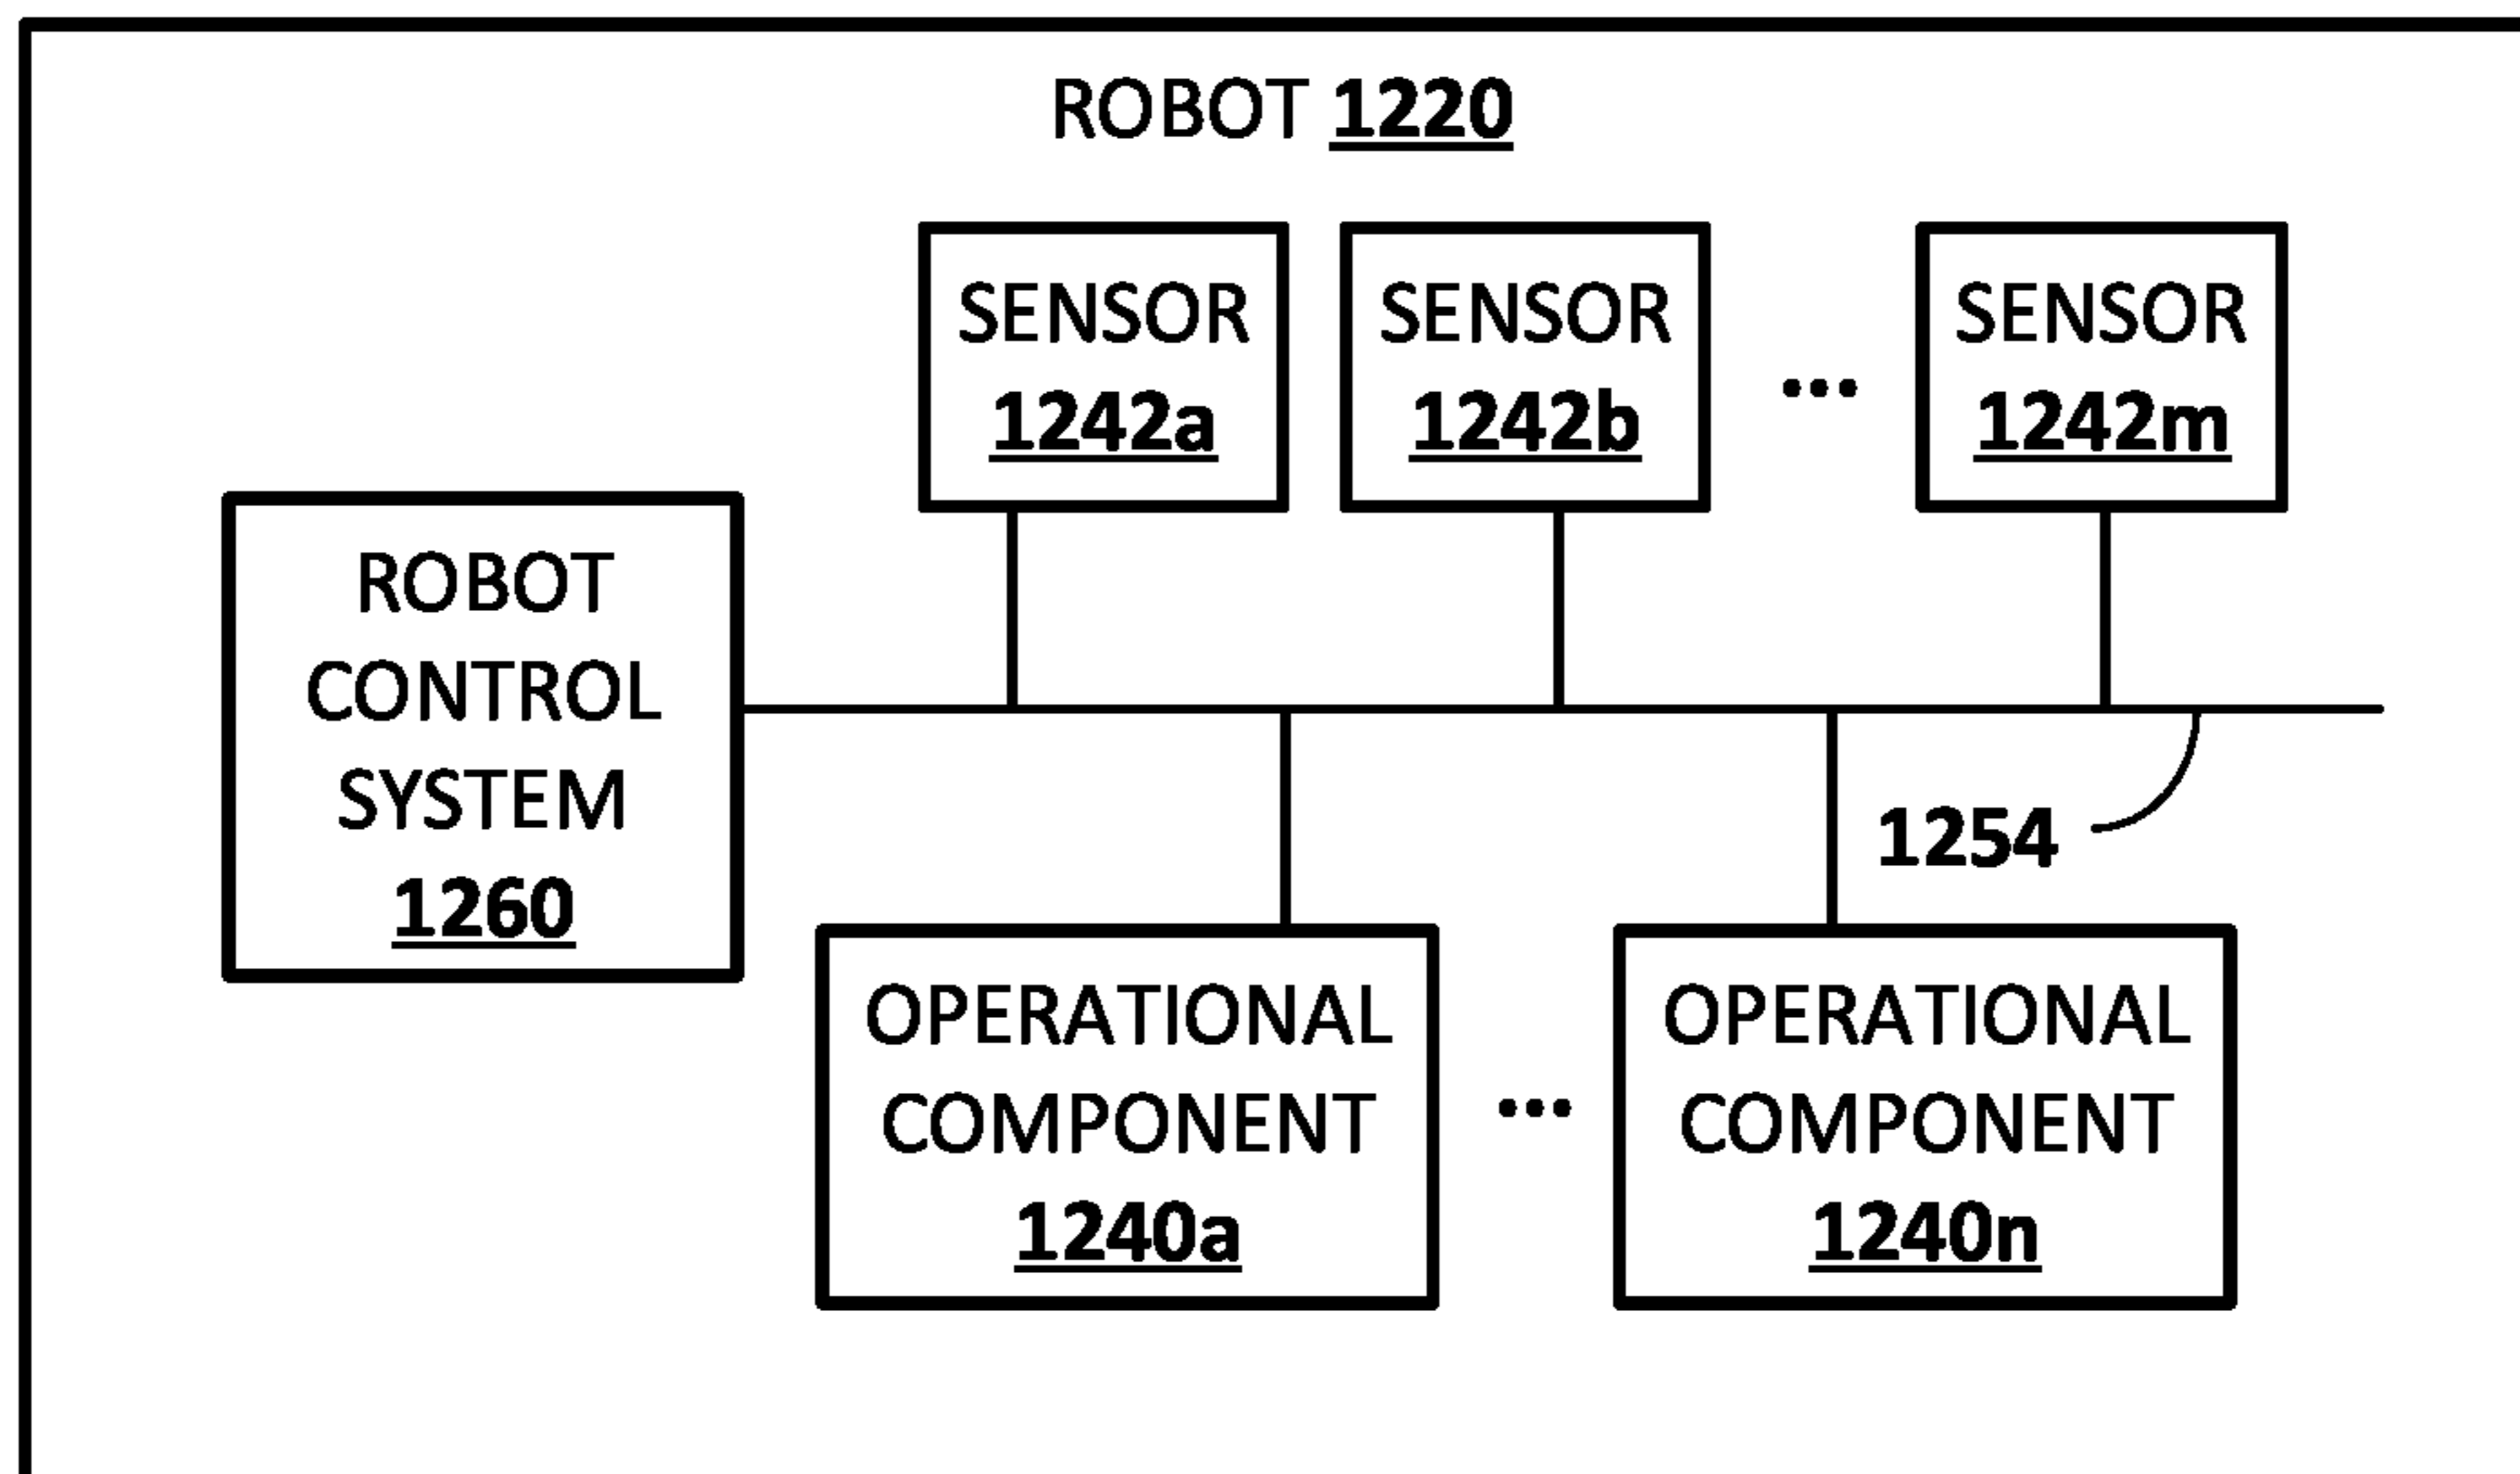 ROBOT 1220
SENSOR
1242a
SENSOR
1242b
...
SENSOR
1242m
ROBOT
CONTROL
SYSTEM
1260
1254
OPERATIONAL
COMPONENT
1240a
...
OPERATIONAL
COMPONENT
1240n